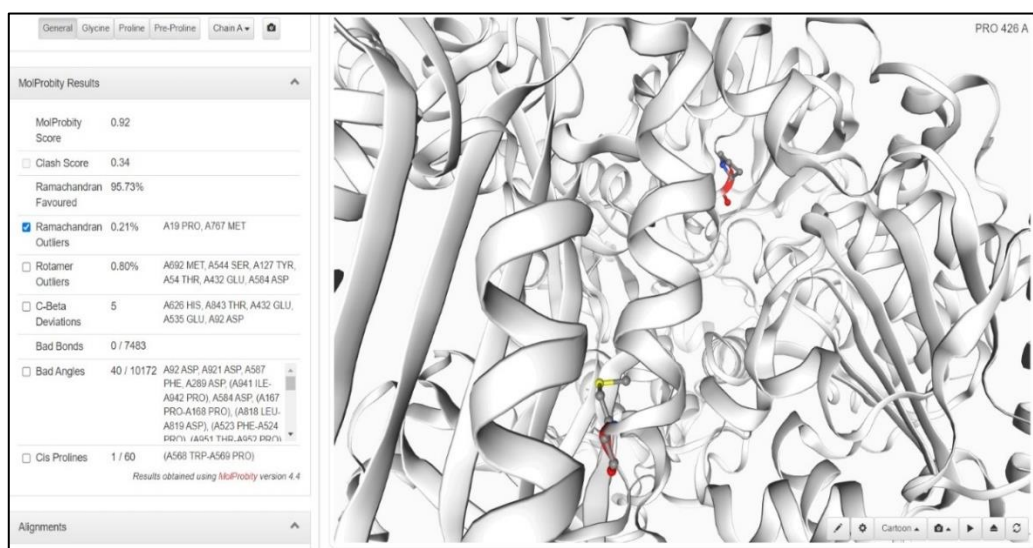 General Glycine Proline Pre-Proline Chain A
PRO 426 A
MolProbity Results
MolProbity Score 0.92
Clash Score 0.34
Ramachandran Favoured 95.73%
Ramachandran Outliers 0.21% A19 PRO, A767 MET
Rotamer Outliers 0.80% A692 MET, A544 SER, A127 TYR,
A54 THR, A432 GLU, A584 ASP
C-Beta Deviations 5 A626 HIS, A843 THR, A432 GLU,
A535 GLU, A92 ASP
Bad Bonds 0 / 7483
Bad Angles 40 / 10172 A92 ASP, A921 ASP, A587
PHE, A289 ASP, (A941 ILE-
A942 PRO), A584 ASP, (A167
PRO-A168 PRO), (A818 LEU-
A819 ASP), (A523 PHE-A524
PRO), (A951 THR-A952 PRO)
Cis Prolines 1 / 60 (A568 TRP-A569 PRO)
Results obtained using MolProbity version 4.4
Alignments
Cartoon